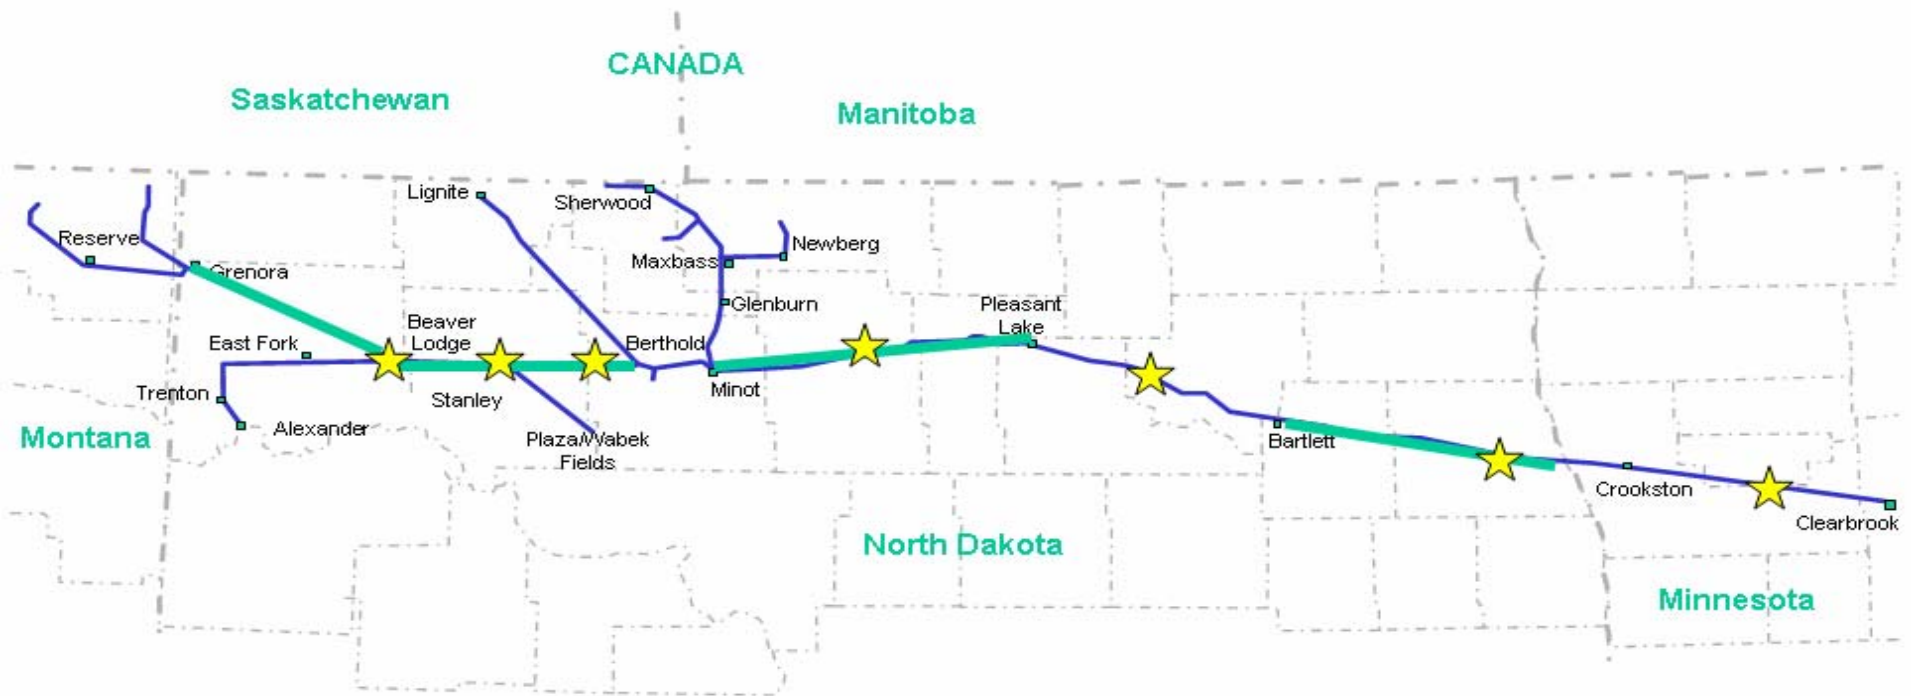 CANADA
Saskatchewan
Manitoba
Lignite
Sherwood
Reserve
Newberg
Maxbass
Grenora
Glenburn
Pleasant
Lake
Beaver
Lodge
East Fork
Berthold
Minot
Trenton
Stanley
Alexander
Montana
Plaza/Wabek
Fields
Bartlett
Crookston
Clearbrook
North Dakota
Minnesota